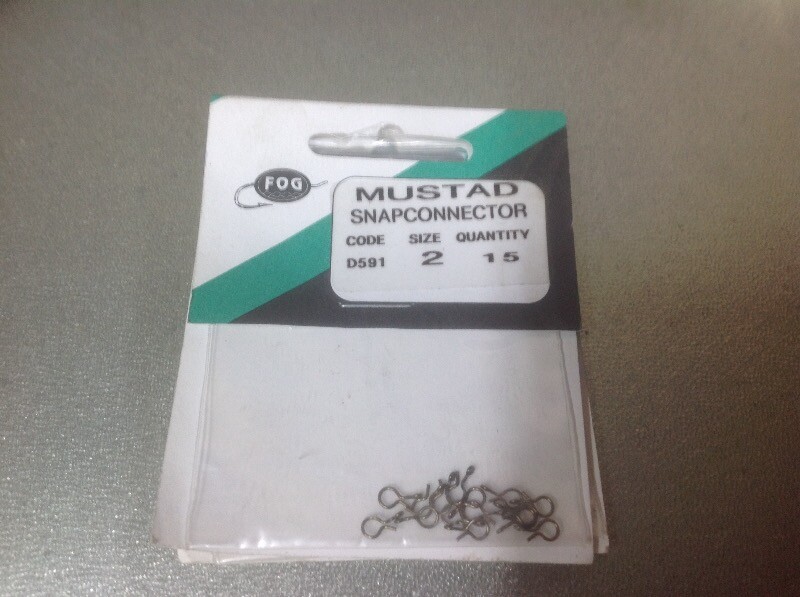 FOG
MUSTAD
SNAPCONNECTOR
CODE SIZE QUANTITY
D591 2 15